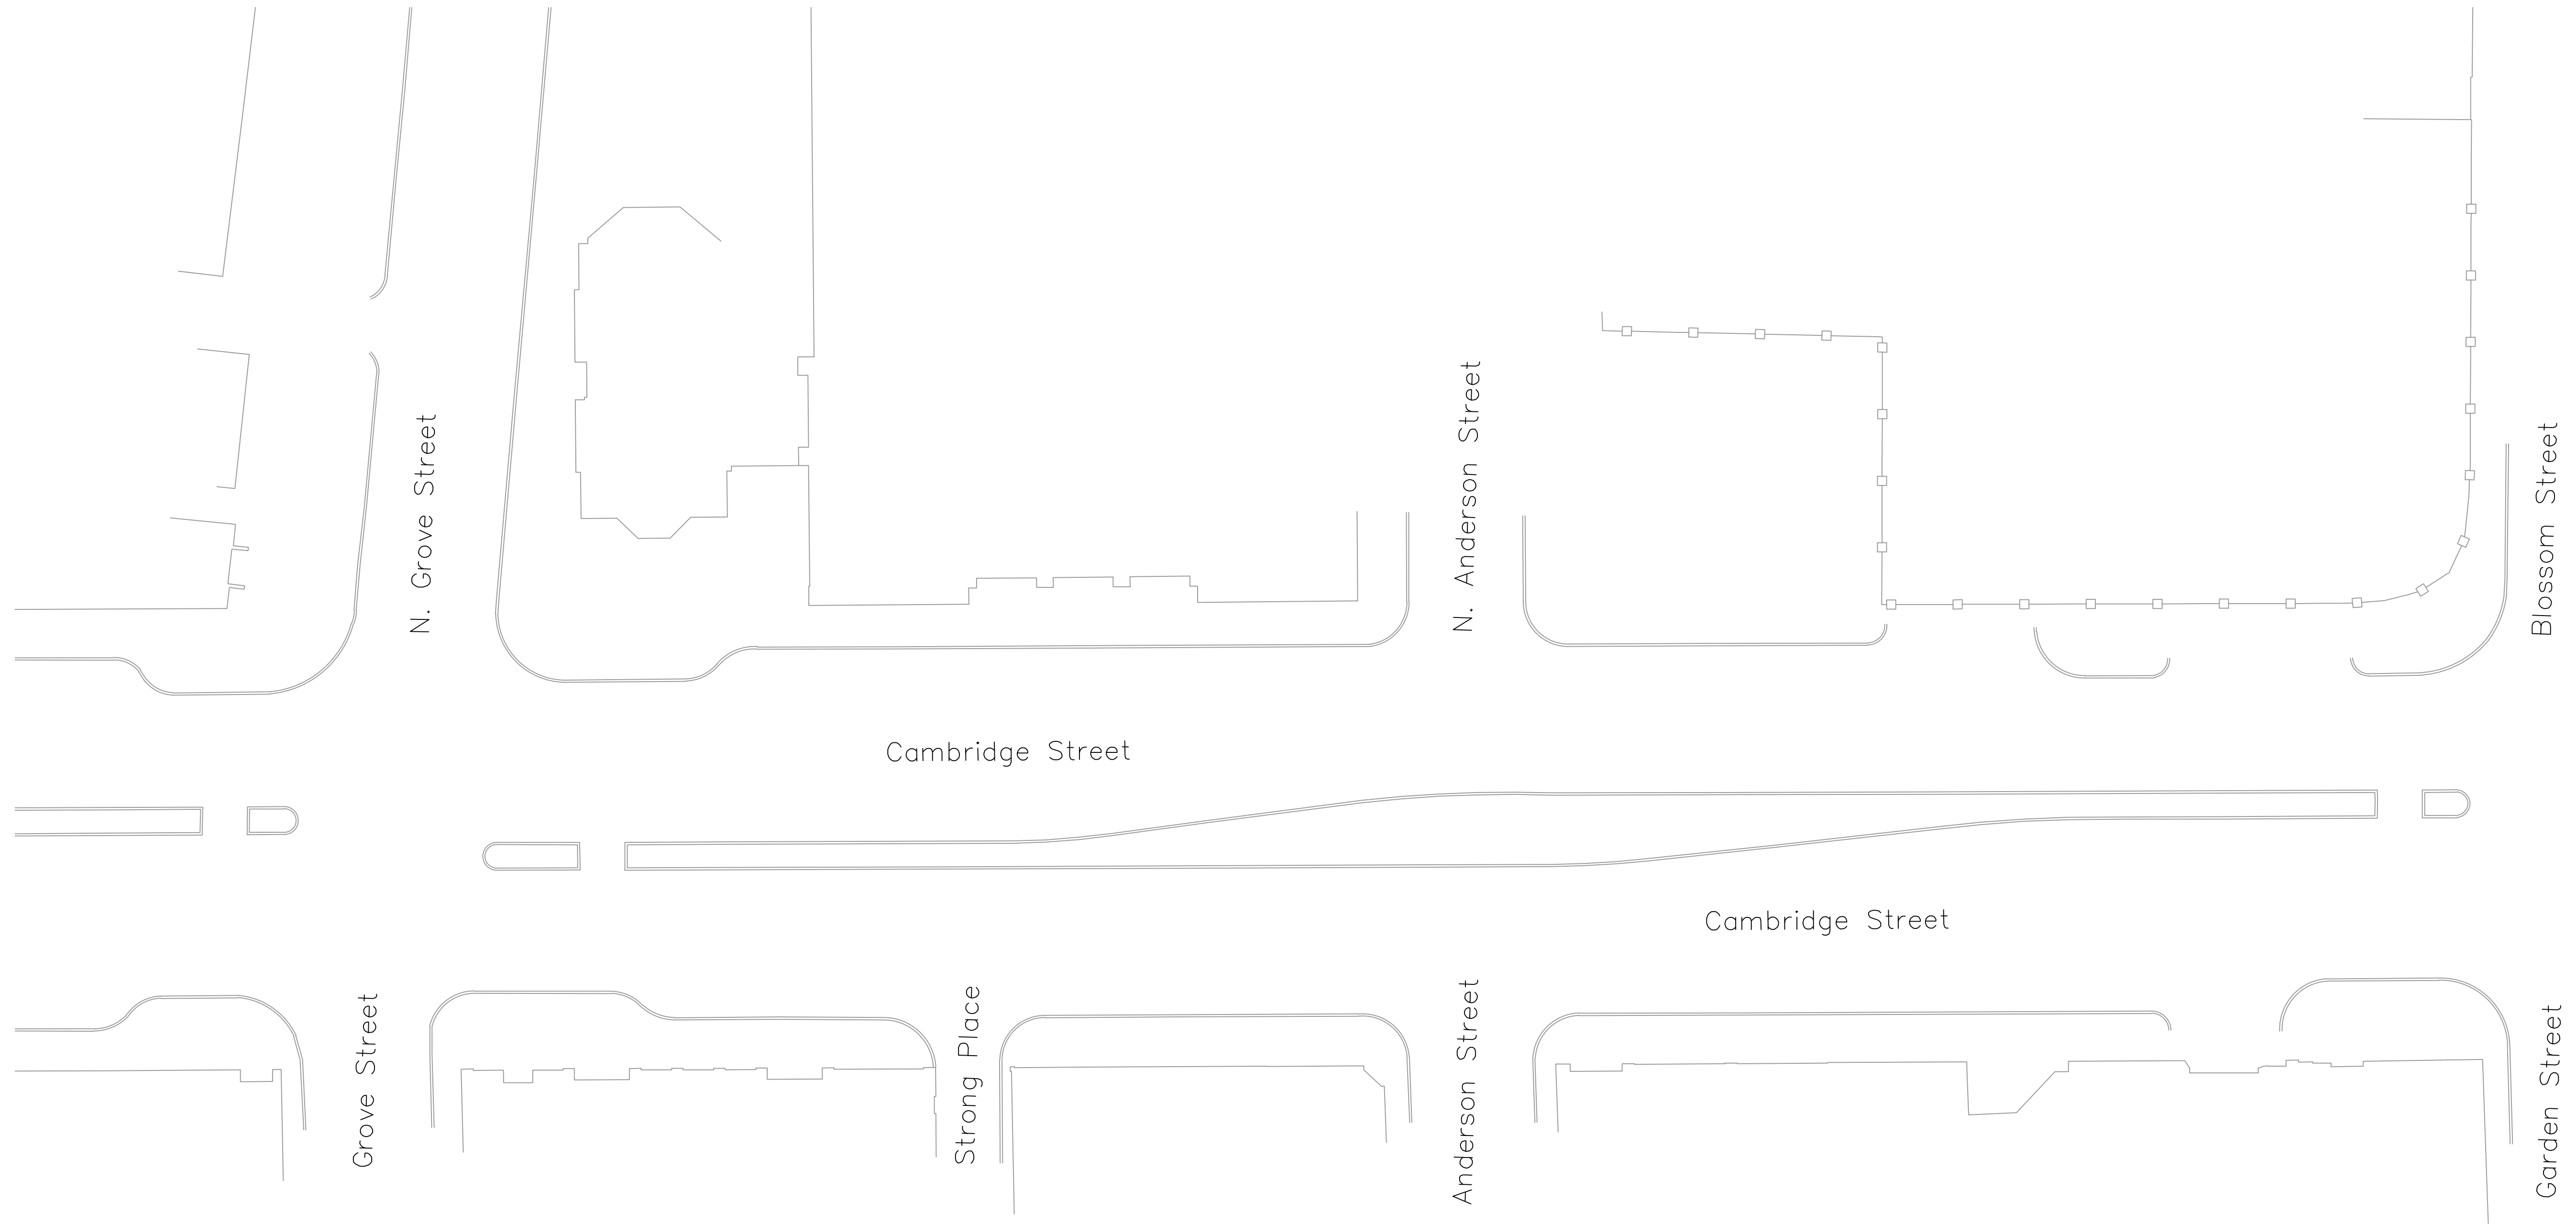 N. Grove Street
N. Anderson Street
Blossom Street
Cambridge Street
Cambridge Street
Grove Street
Strong Place
Anderson Street
Garden Street